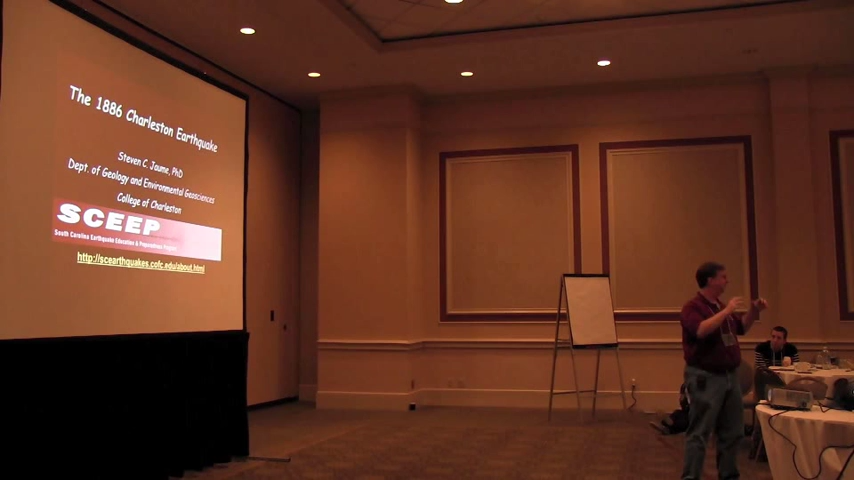 The 1886 Charleston Earthquake
Steven C. Jaume, PhD
Dept. of Geology and Environmental Geosciences
College of Charleston
SCEEP
South Carolina Earthquake Education & Preparedness Program
http://scearthquakes.cofc.edu/about.html